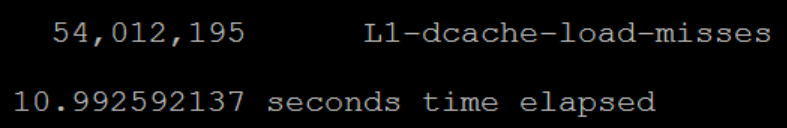 54,012,195      L1-dcache-load-misses
10.992592137 seconds time elapsed